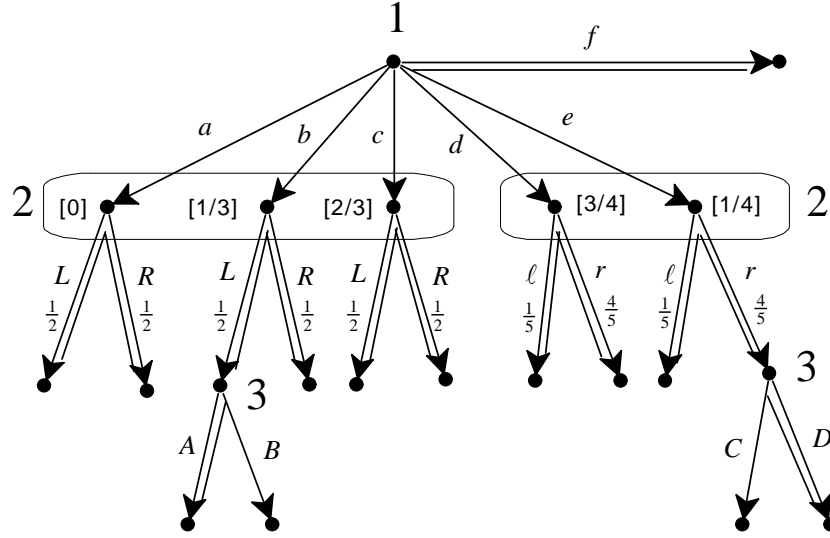 1
f
a b c d e
2 [0] [1/3] [2/3] [3/4] [1/4] 2
L R L R L R ℓ r ℓ r
1/2 1/2 1/2 1/2 1/2 1/2 1/5 4/5 1/5 4/5
3 3
A B C D